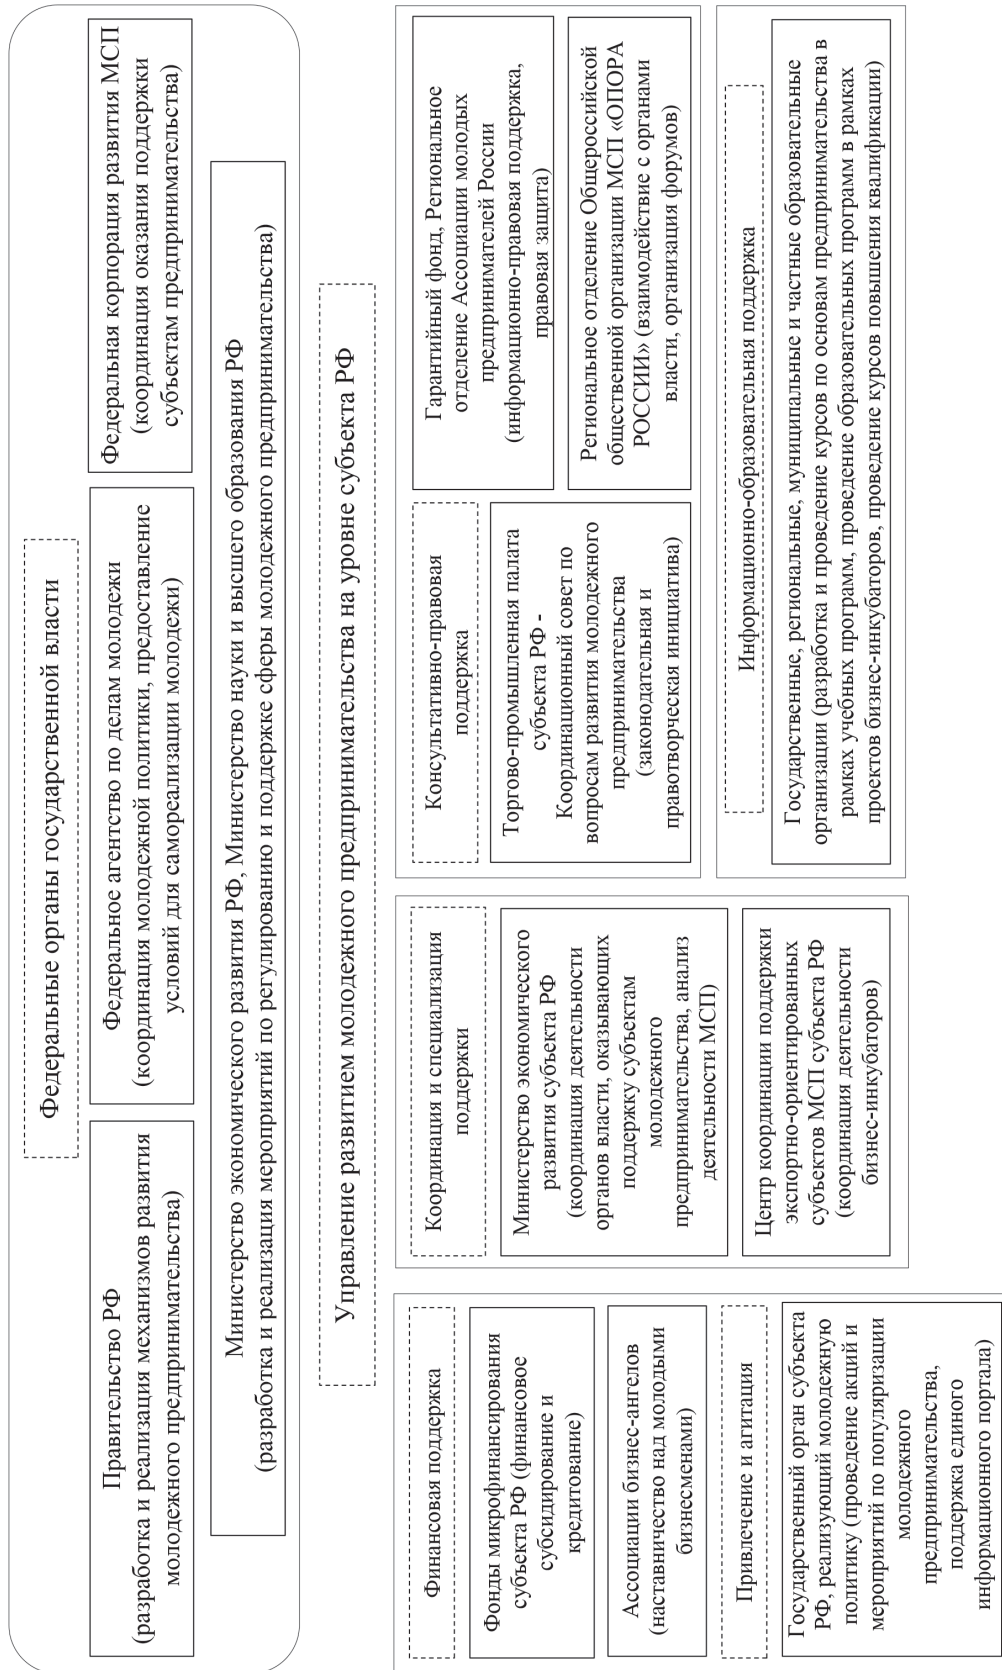 Федеральные органы государственной власти
Правительство РФ
(разработка и реализация механизмов развития
молодежного предпринимательства)
Федеральное агентство по делам молодежи
(координация молодежной политики, предоставление
условий для самореализации молодежи)
Федеральная корпорация развития МСП
(координация оказания поддержки
субъектам предпринимательства)
Министерство экономического развития РФ, Министерство науки и высшего образования РФ
(разработка и реализация мероприятий по регулированию и поддержке сферы молодежного предпринимательства)
Управление развитием молодежного предпринимательства на уровне субъекта РФ
Финансовая поддержка
Фонды микрофинансирования
субъекта РФ (финансовое
субсидирование и
кредитование)
Ассоциации бизнес-ангелов
(наставничество над молодыми
бизнесменами)
Привлечение и агитация
Государственный орган субъекта
РФ, реализующий молодежную
политику (проведение акций и
мероприятий по популяризации
молодежного
предпринимательства,
поддержка единого
информационного портала)
Координация и специализация
поддержки
Министерство экономического
развития субъекта РФ
(координация деятельности
органов власти, оказывающих
поддержку субъектам
молодежного
предпринимательства, анализ
деятельности МСП)
Центр координации поддержки
экспортно-ориентированных
субъектов МСП субъекта РФ
(координация деятельности
бизнес-инкубаторов)
Консультативно-правовая
поддержка
Торгово-промышленная палата
субъекта РФ -
Координационный совет по
вопросам развития молодежного
предпринимательства
(законодательная и
правотворческая инициатива)
Гарантийный фонд, Региональное
отделение Ассоциации молодых
предпринимателей России
(информационно-правовая поддержка,
правовая защита)
Региональное отделение Общероссийской
общественной организации МСП «ОПОРА
РОССИИ» (взаимодействие с органами
власти, организация форумов)
Информационно-образовательная поддержка
Государственные, региональные, муниципальные и частные образовательные
организации (разработка и проведение курсов по основам предпринимательства в
рамках учебных программ, проведение образовательных программ в рамках
проектов бизнес-инкубаторов, проведение курсов повышения квалификации)